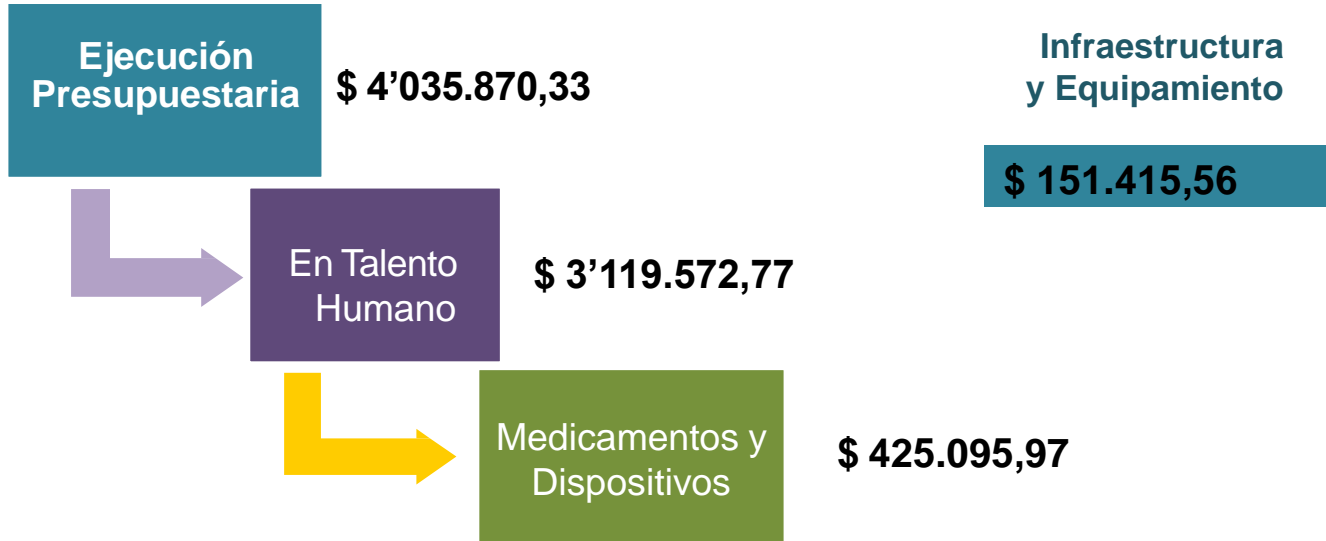 Ejecución
Presupuestaria
$ 4’035.870,33
Infraestructura
y Equipamiento
$ 151.415,56
En Talento
Humano
$ 3’119.572,77
Medicamentos y
Dispositivos
$ 425.095,97